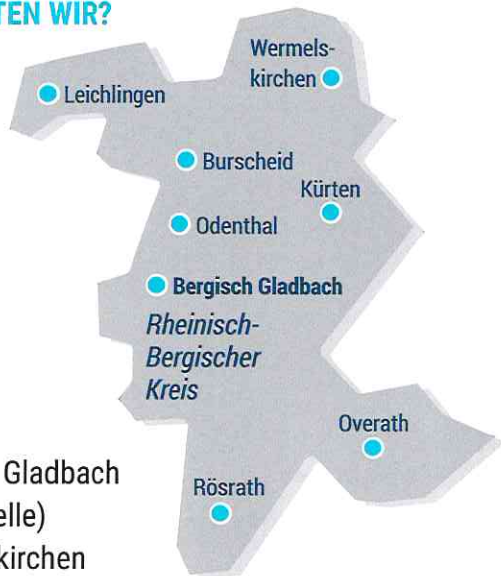 TEN WIR?
Wermels-
kirchen
Leichlingen
Burscheid
Kürten
Odenthal
Bergisch Gladbach
Rheinisch-
Bergischer
Kreis
Overath
Rösrath
Gladbach
elle)
kirchen